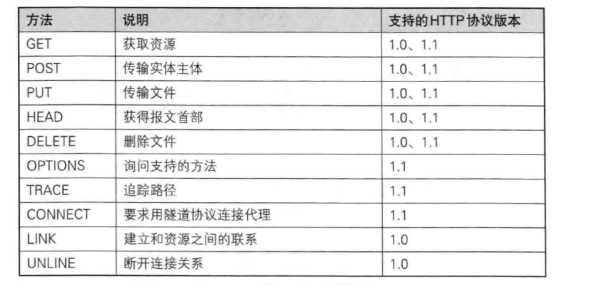 方法 说明 支持的HTTP协议版本
GET 获取资源 1.0、1.1
POST 传输实体主体 1.0、1.1
PUT 传输文件 1.0、1.1
HEAD 获得报文首部 1.0、1.1
DELETE 删除文件 1.0、1.1
OPTIONS 询问支持的方法 1.1
TRACE 追踪路径 1.1
CONNECT 要求用隧道协议连接代理 1.1
LINK 建立和资源之间的联系 1.0
UNLINE 断开连接关系 1.0